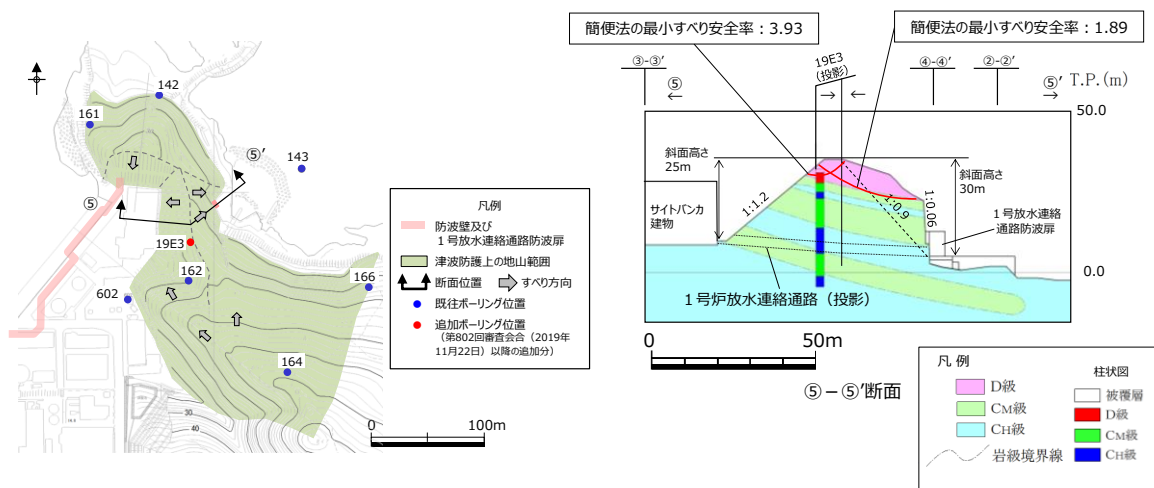 142
161
⑤'
143
⑤
19E3
162
166
602
164
40
30
0
100m
凡例
防波壁及び
1号放水連絡通路防波扉
津波防護上の地山範囲
断面位置
すべり方向
既往ボーリング位置
追加ボーリング位置
(第802回審査会合(2019年
11月22日)以降の追加分)
簡便法の最小すべり安全率:3.93
簡便法の最小すべり安全率:1.89
③-③’
⑤
19E3
(投影)
④-④’
②-②’
⑤’
T.P.(m)
50.0
斜面高さ
25m
斜面高さ
30m
1:1.2
1:0.9
1:0.06
サイトバンカ
建物
1号放水連絡
通路防波扉
0.0
1号炉放水連絡通路(投影)
0
50m
⑤-⑤’断面
凡 例
D級
CM級
CH級
岩級境界線
柱状図
被覆層
D級
CM級
CH級